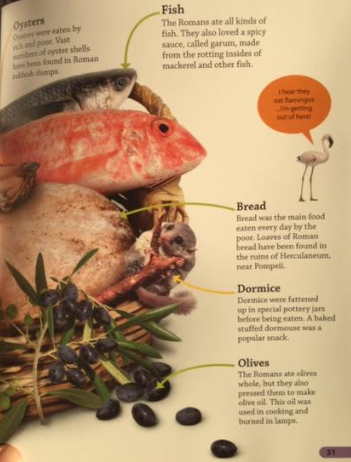 Oysters
Oysters were eaten by
rich and poor. Vast
numbers of oyster shells
have been found in Roman
rubbish dumps.
Fish
The Romans ate all kinds of
fish. They also loved a spicy
sauce, called garum, made
from the rotting insides of
mackerel and other fish.
I hear they
eat flamingos
...I'm getting
out of here!
Bread
Bread was the main food
eaten every day by the
poor. Loaves of Roman
bread have been found in
the ruins of Herculaneum,
near Pompeii.
Dormice
Dormice were fattened
up in special pottery jars
before being eaten. A baked
stuffed dormouse was a
popular snack.
Olives
The Romans ate olives
whole, but they also
pressed them to make
olive oil. This oil was
used in cooking and
burned in lamps.
31